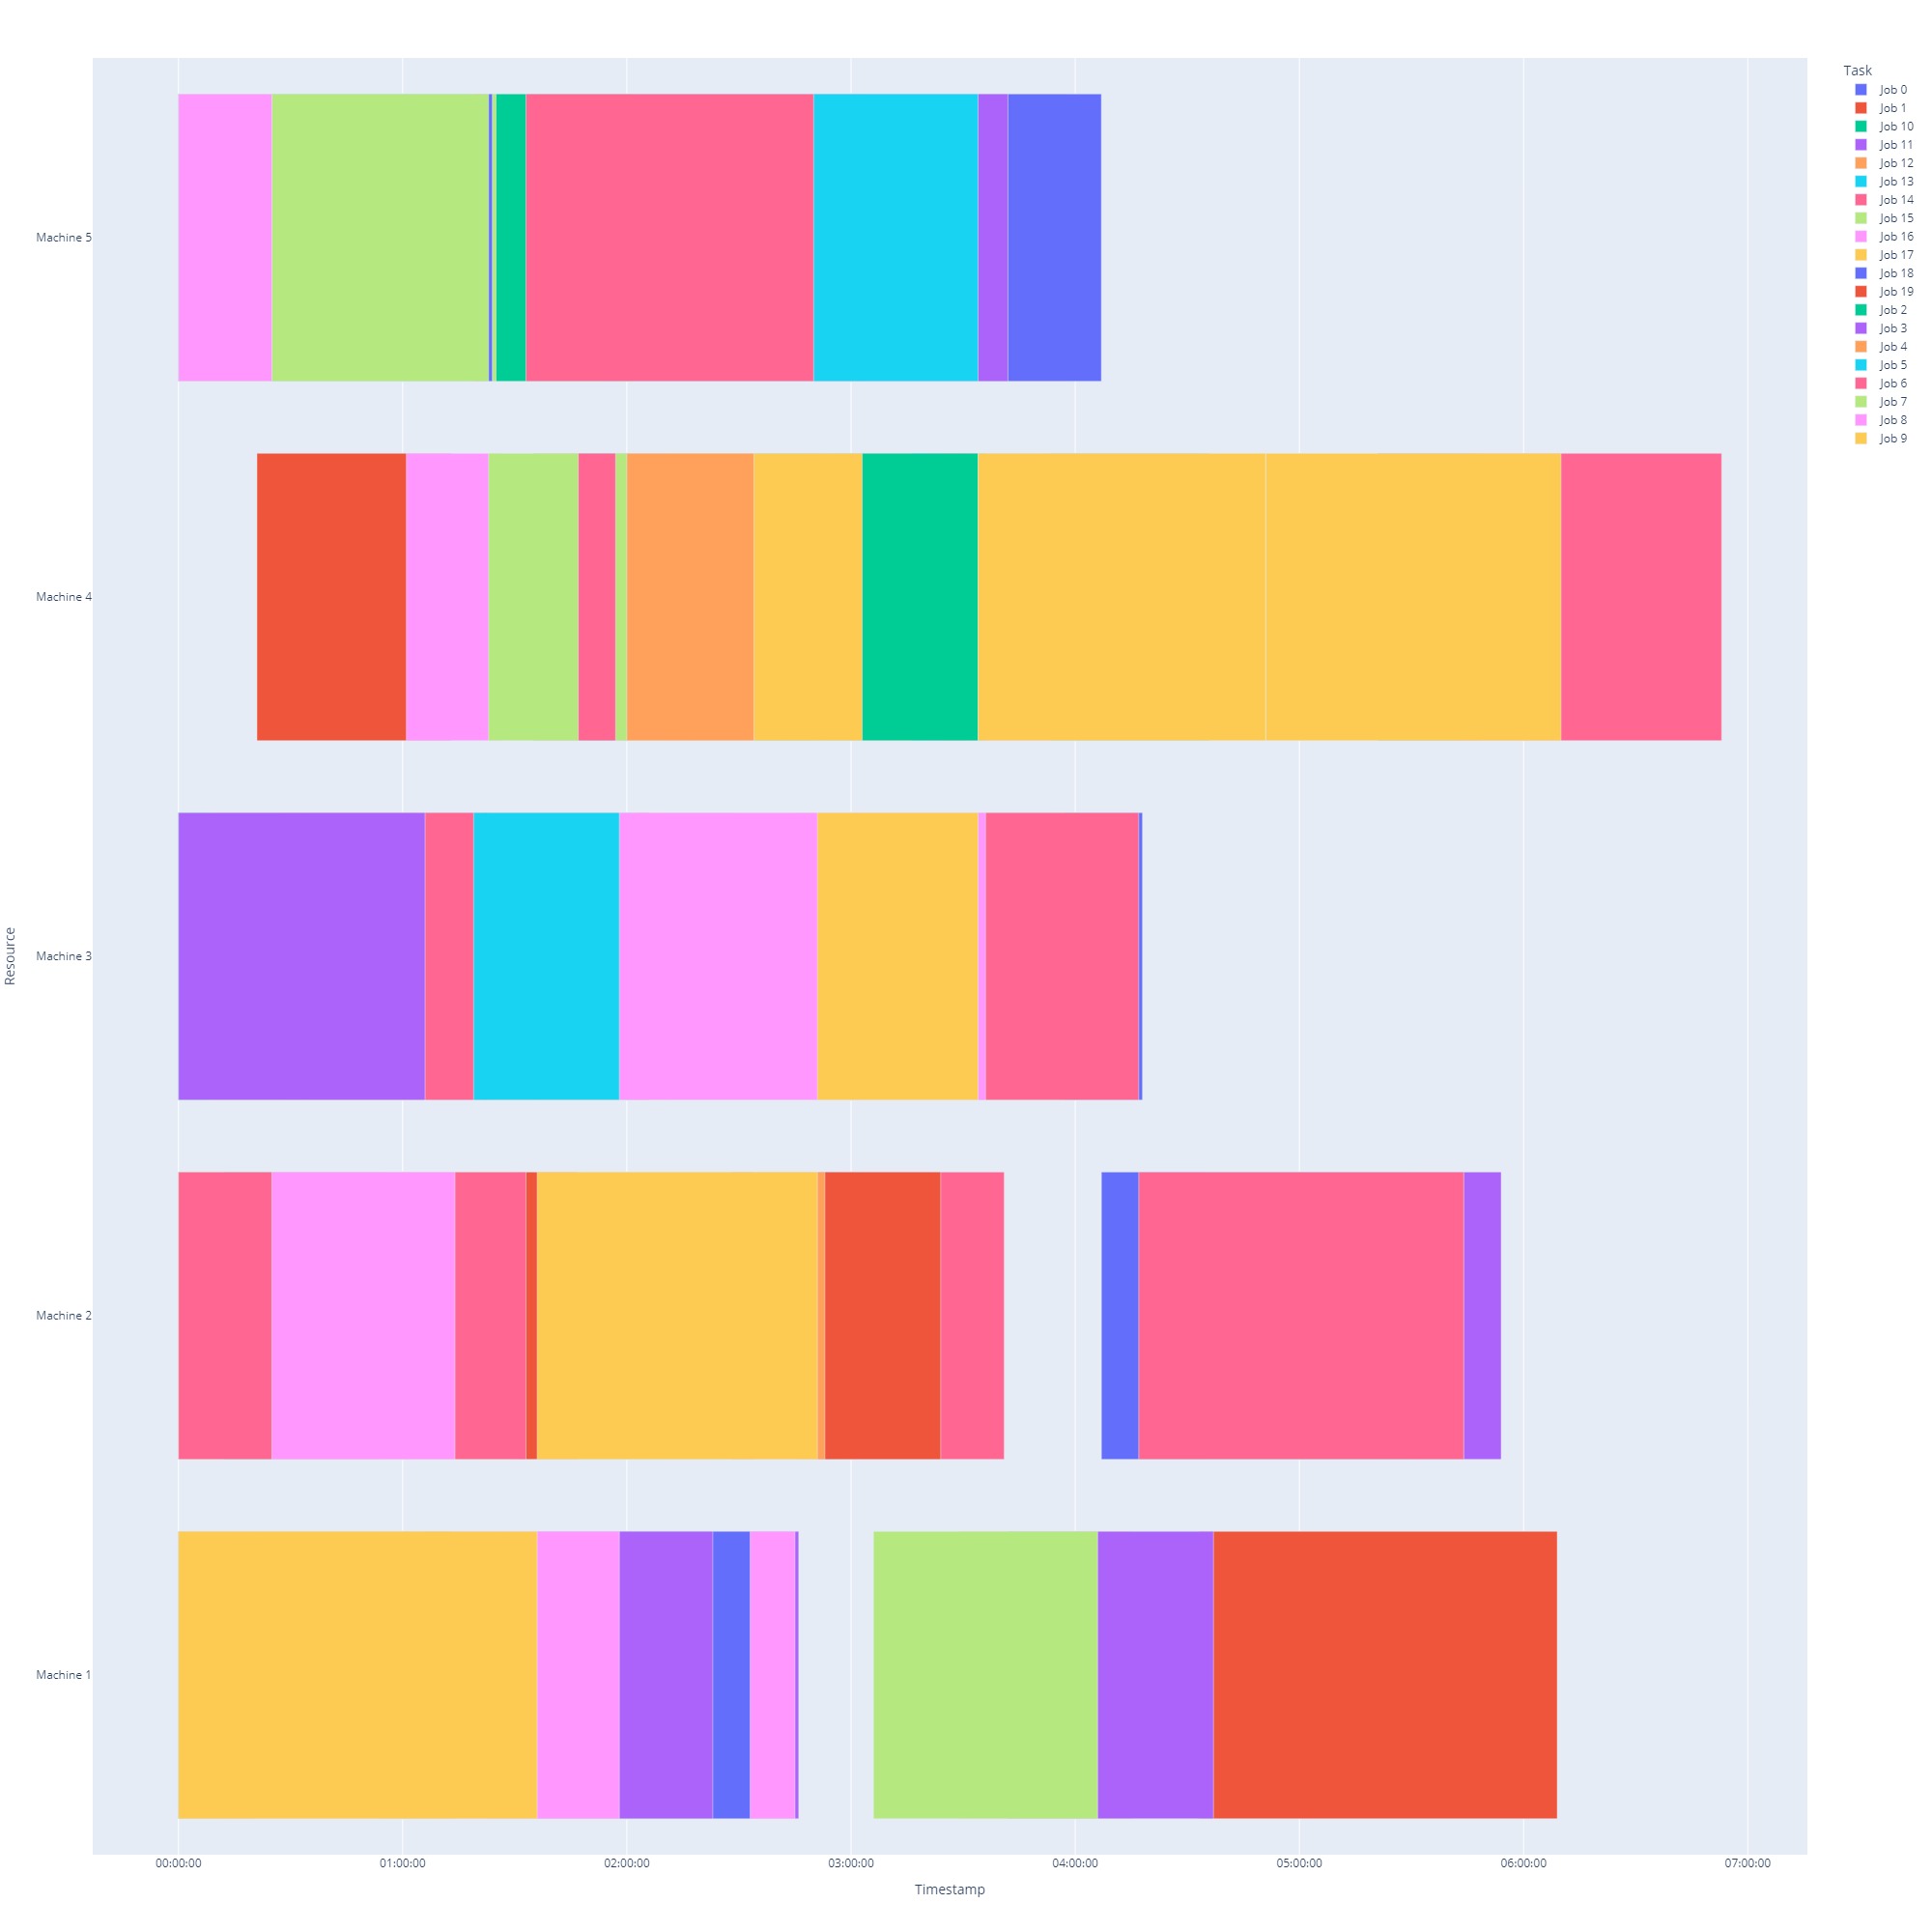 Task
Job 0
Job 1
Job 10
Job 11
Job 12
Job 13
Job 14
Job 15
Job 16
Job 17
Job 18
Job 19
Job 2
Job 3
Job 4
Job 5
Job 6
Job 7
Job 8
Job 9
Machine 5
Machine 4
Machine 3
Resource
Machine 2
Machine 1
00:00:00 01:00:00 02:00:00 03:00:00 04:00:00 05:00:00 06:00:00 07:00:00
Timestamp